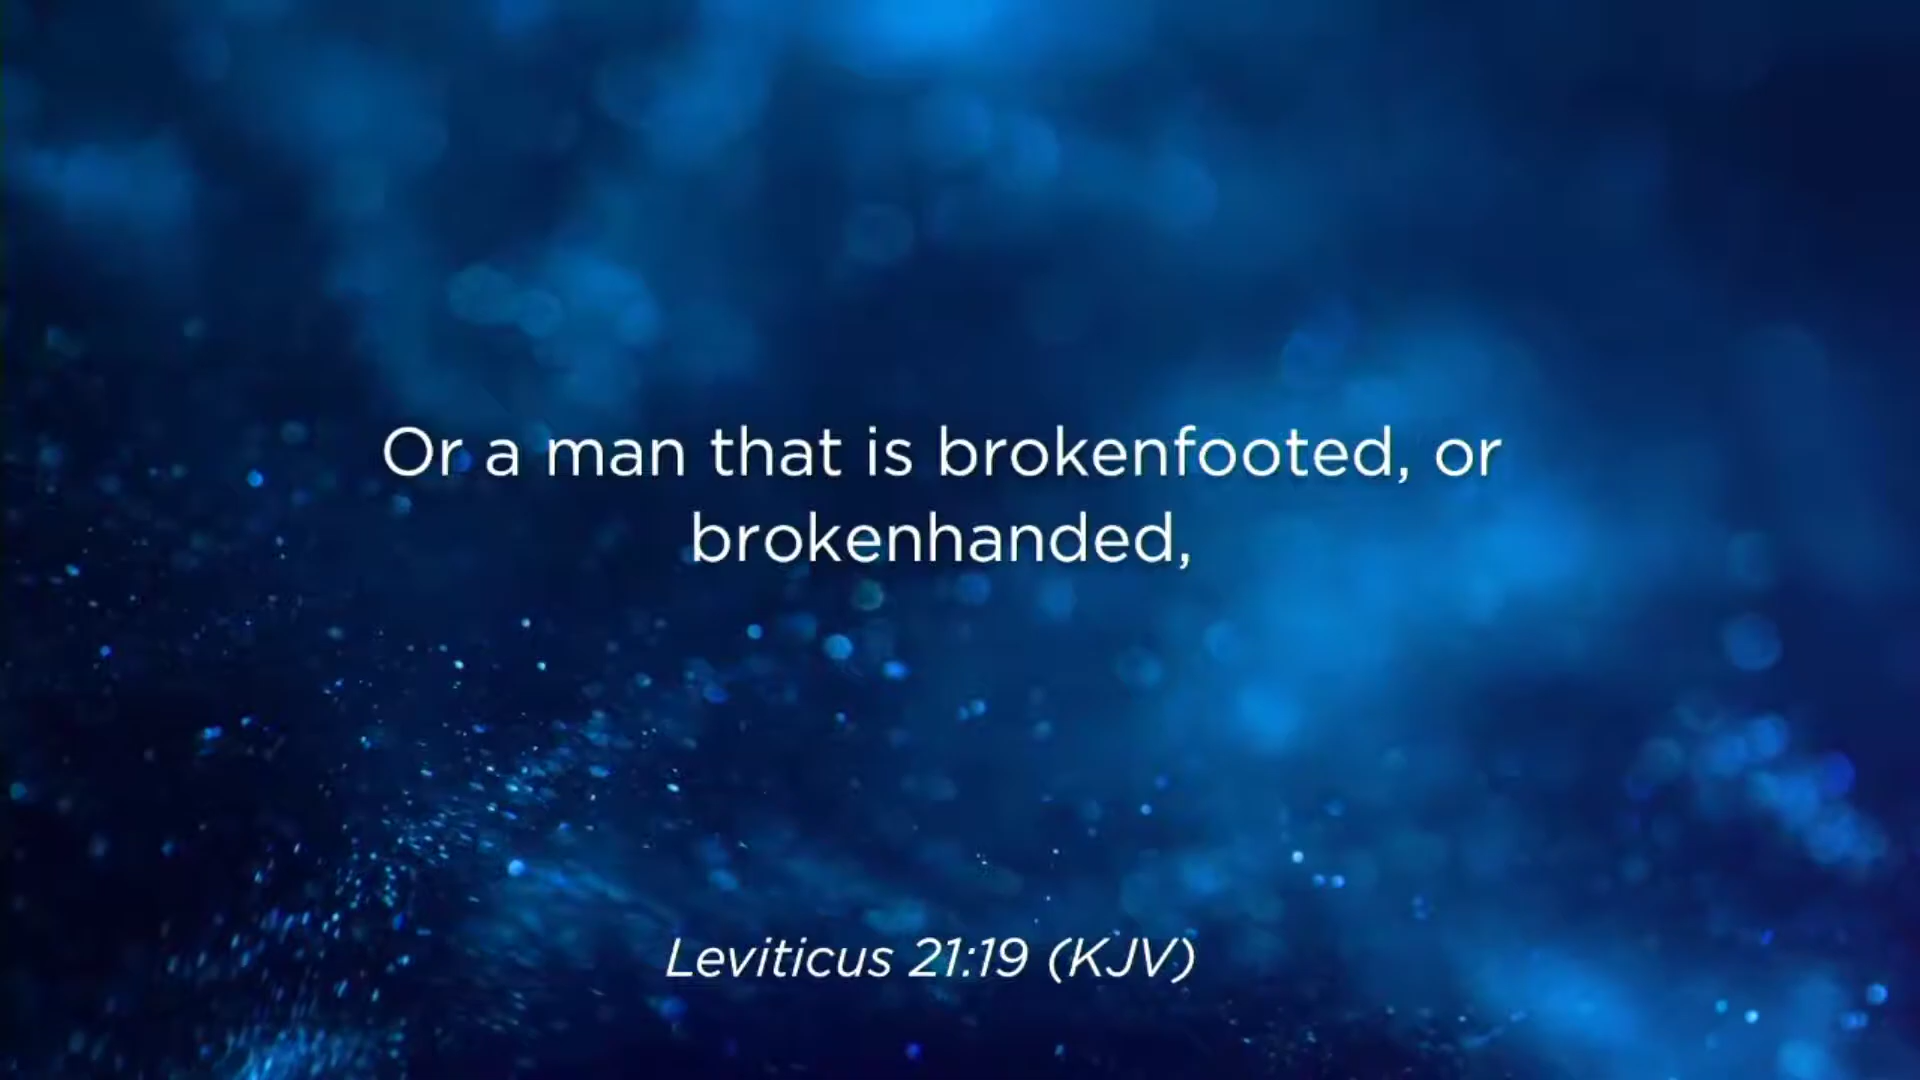 Or a man that is brokenfooted, or
brokenhanded,
Leviticus 21:19 (KJV)